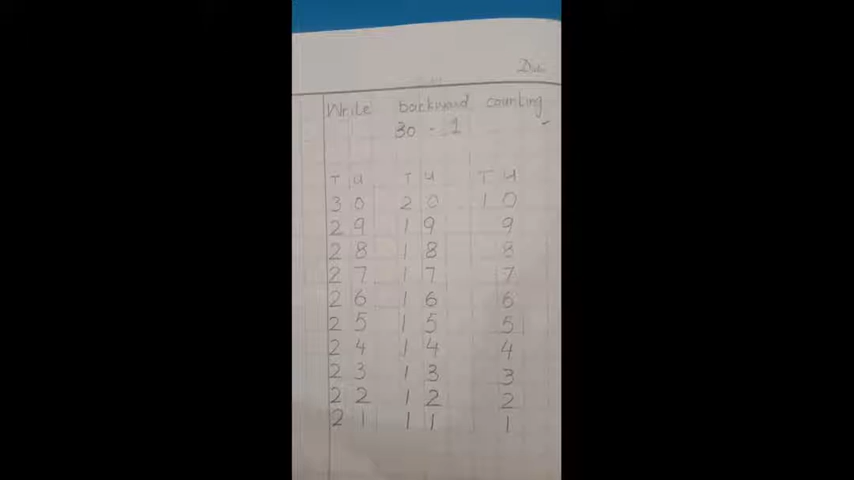 Write backward counting
30 - 1
T U T U T U
3 0 2 0 1 0
2 9 1 9 9
2 8 1 8 8
2 7 1 7 7
2 6 1 6 6
2 5 1 5 5
2 4 1 4 4
2 3 1 3 3
2 2 1 2 2
2 1 1 1 1